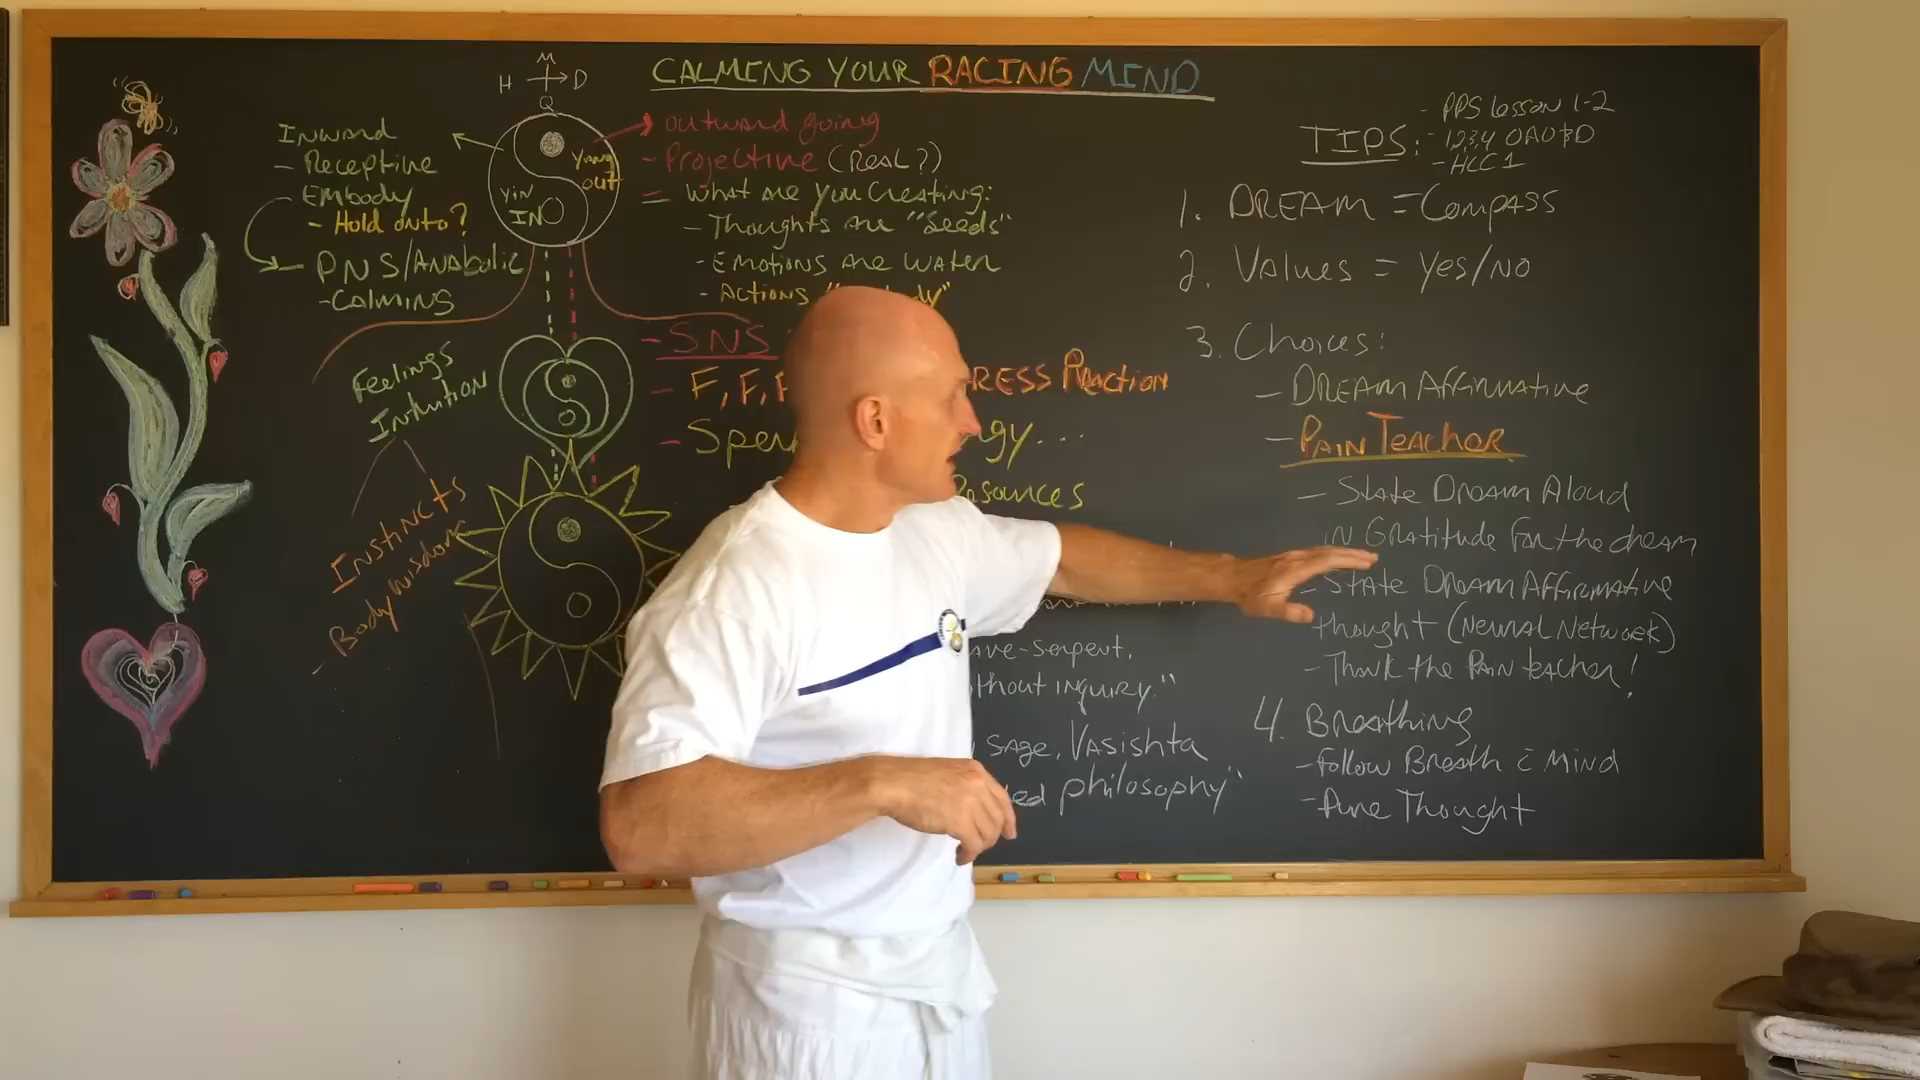 CALMING YOUR RACING MIND
M
H D
Q
Inward
- Receptive
- Embody
- Hold onto?
- PNS/Anabolic
- Calming
Yang
out
Yin
IN
outward going
- Projective (Real?)
= What are you creating:
- Thoughts are "Seeds"
- Emotions are water
- Actions
- SNS
- F, F, F
RESS Reaction
- Spen
gy...
Resources
Feelings
Intuition
Instincts
Body wisdom
ave-serpent,
ithout inquiry."
sage, Vasishta
philosophy"
TIPS:
- PPS Lesson 1-2
- 1,2,3,4
- HLC 1
1. DREAM = Compass
2. Values = Yes/No
3. Choices:
- DREAM Affirmative
- PAIN TEACHER
- State Dream Aloud
in Gratitude for the dream
- State Dream Affirmative
thought (Neural Network)
- Thank the Pain teacher!
4. Breathing
- Follow Breath c̄ Mind
- Pure Thought